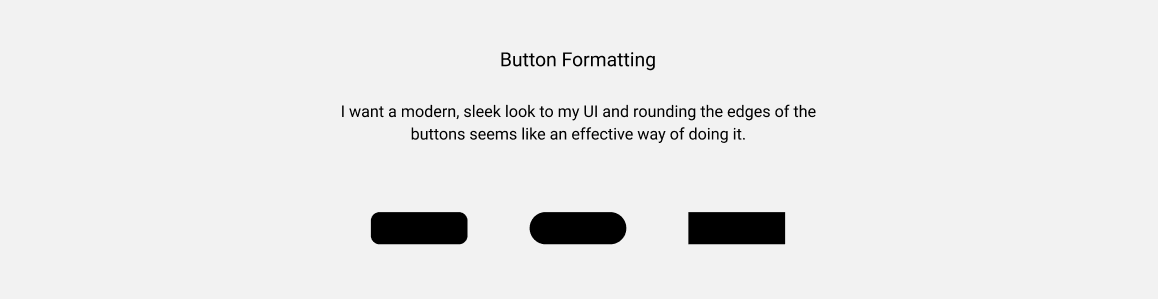 Button Formatting
I want a modern, sleek look to my UI and rounding the edges of the
buttons seems like an effective way of doing it.